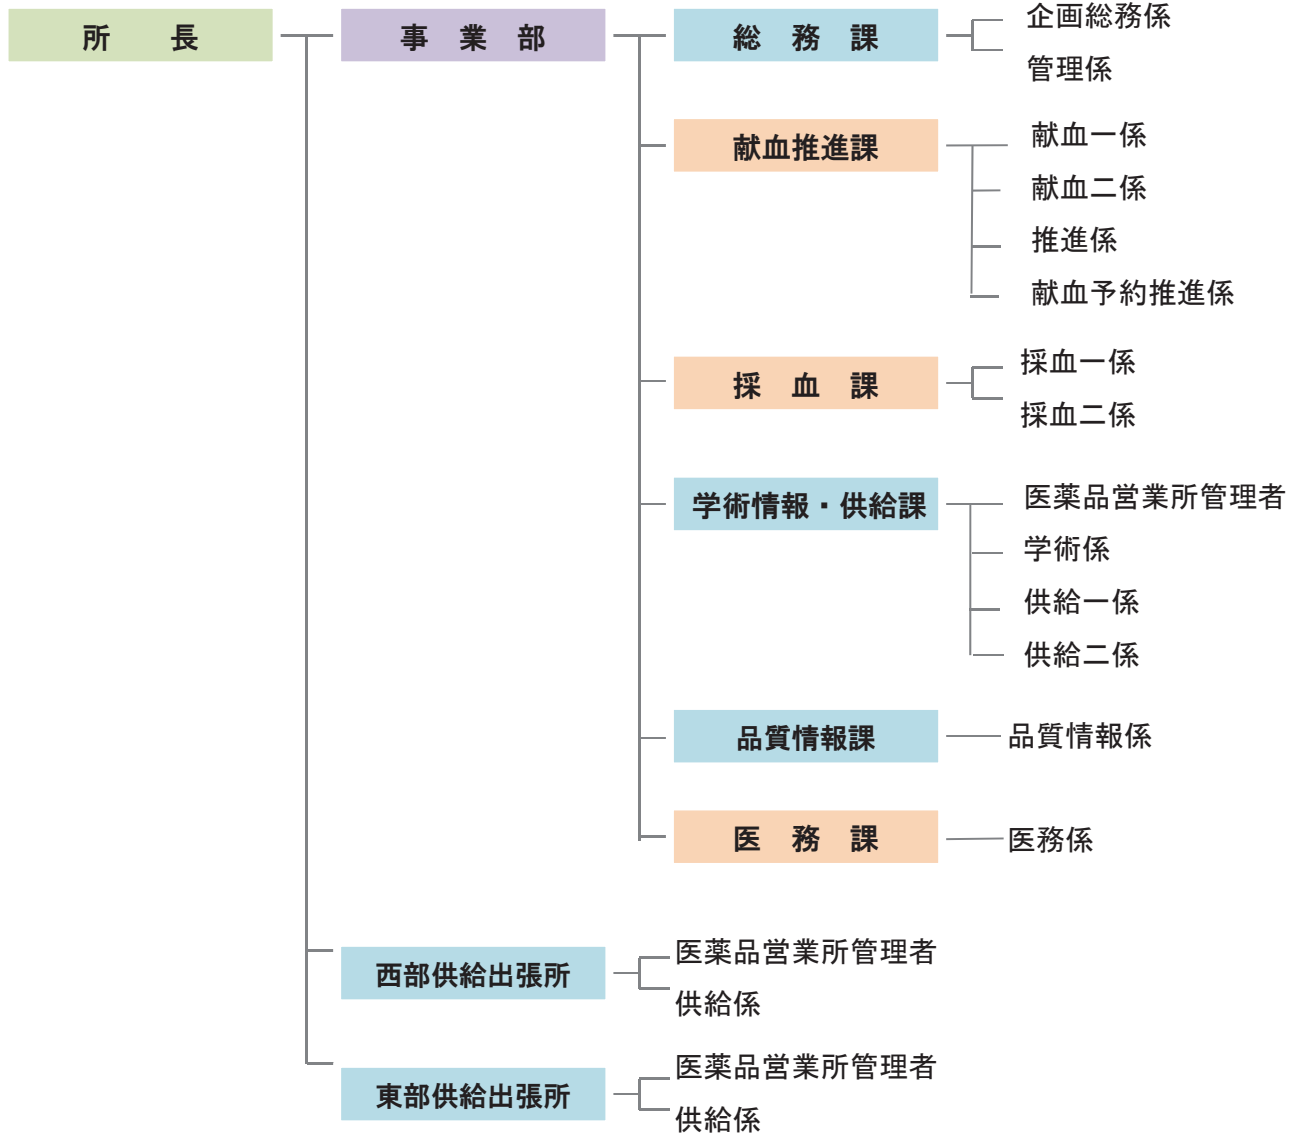 所　　長
事　業　部
総　務　課
企画総務係
管理係
献血推進課
献血一係
献血二係
推進係
献血予約推進係
採　血　課
採血一係
採血二係
学術情報・供給課
医薬品営業所管理者
学術係
供給一係
供給二係
品質情報課
品質情報係
医　務　課
医務係
西部供給出張所
医薬品営業所管理者
供給係
東部供給出張所
医薬品営業所管理者
供給係